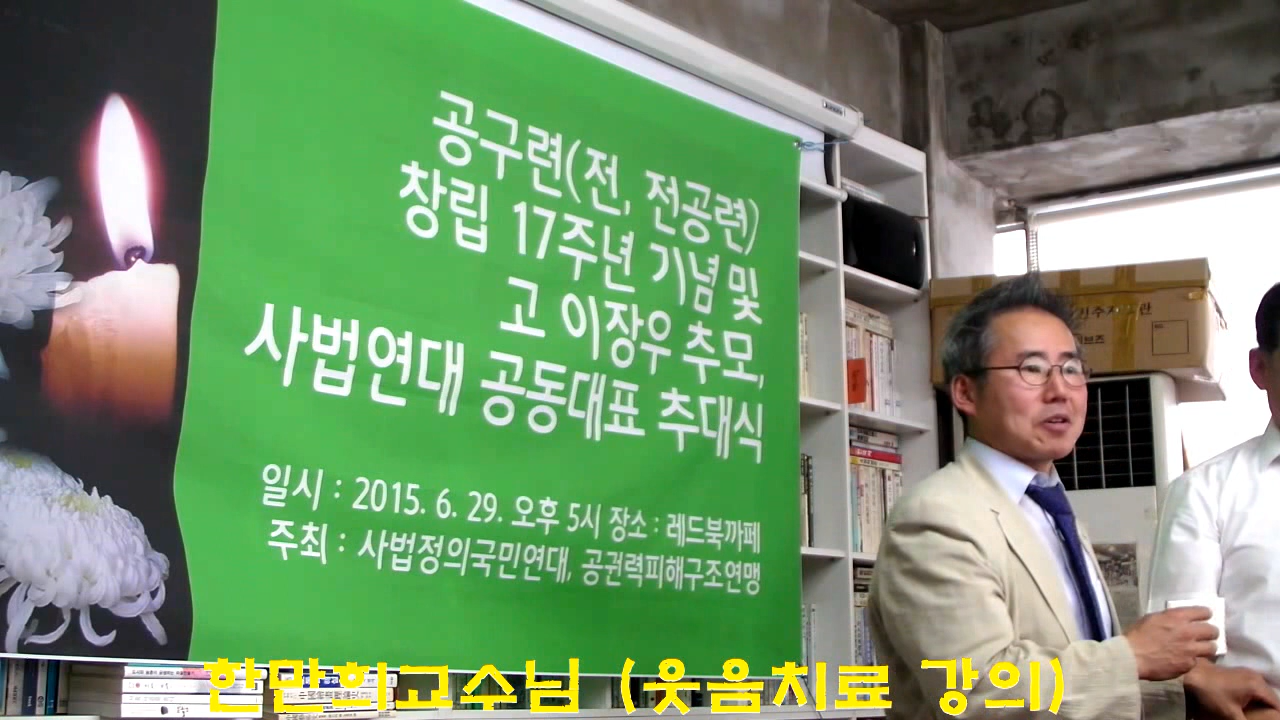 공구련(전, 전공련)
창립 17주년 기념 및
고 이장우 추모,
사법연대 공동대표 추대식
일시 : 2015. 6. 29. 오후 5시 장소 : 레드북까페
주최 : 사법정의국민연대, 공권력피해구조연맹
한만희교수님 (웃음치료 강의)